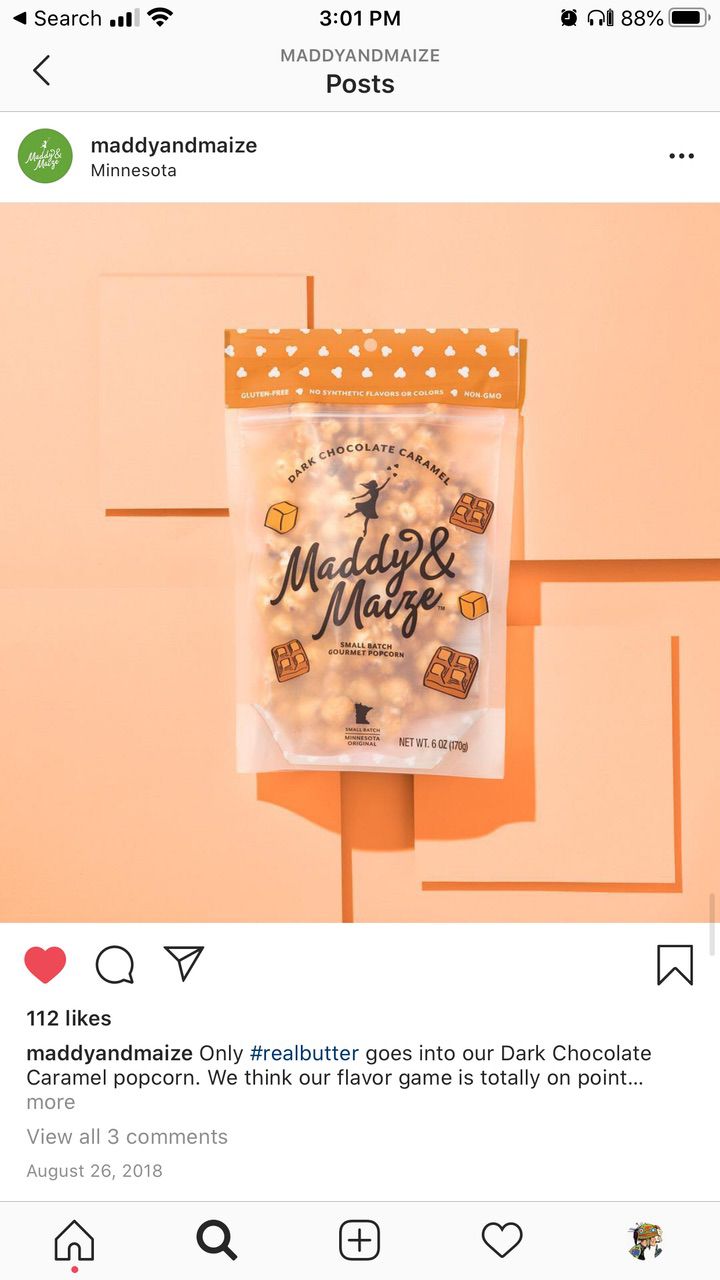 Search 3:01 PM 88%
MADDYANDMAIZE
Posts
Maddy&
Maize
maddyandmaize
Minnesota
GLUTEN-FREE NO SYNTHETIC FLAVORS OR COLORS NON-GMO
DARK CHOCOLATE CARAMEL
Maddy&
Maize™
SMALL BATCH
GOURMET POPCORN
SMALL BATCH
MINNESOTA
ORIGINAL
NET WT. 6 OZ (170g)
112 likes
maddyandmaize Only #realbutter goes into our Dark Chocolate
Caramel popcorn. We think our flavor game is totally on point...
more
View all 3 comments
August 26, 2018